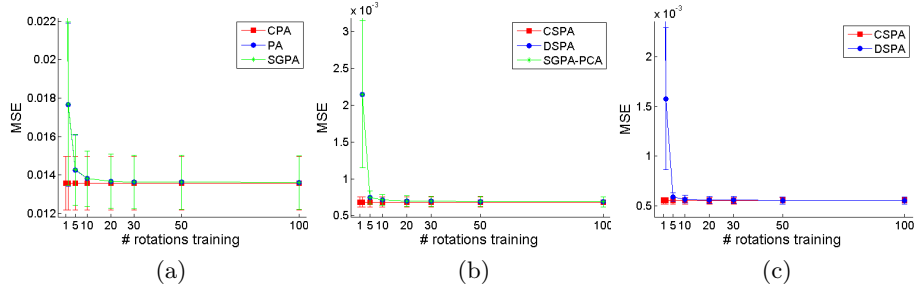 0.022
0.02
0.018
0.016
0.014
0.012
MSE
1 5 10 20 30 50 100
# rotations training
CPA
PA
SGPA
(a)
x 10⁻³
3
2.5
2
1.5
1
0.5
MSE
1 5 10 20 30 50 100
# rotations training
CSPA
DSPA
SGPA-PCA
(b)
x 10⁻³
2
1.5
1
0.5
MSE
1 5 10 20 30 50 100
# rotations training
CSPA
DSPA
(c)